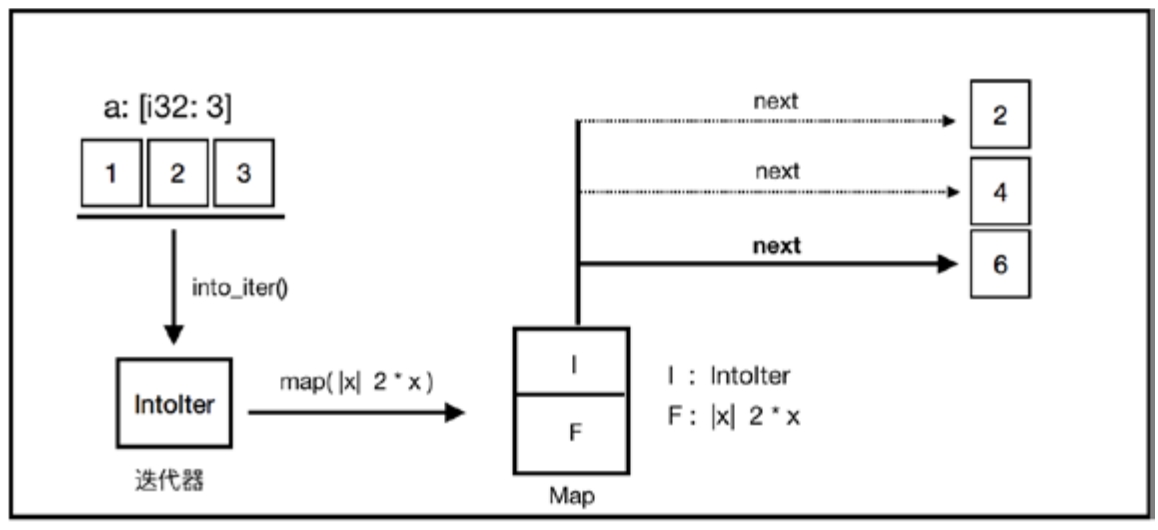 a: [i32: 3]
1 2 3
into_iter()
IntoIter
迭代器
map( |x| 2 * x )
next
2
next
4
next
6
I
F
Map
I : IntoIter
F : |x| 2 * x